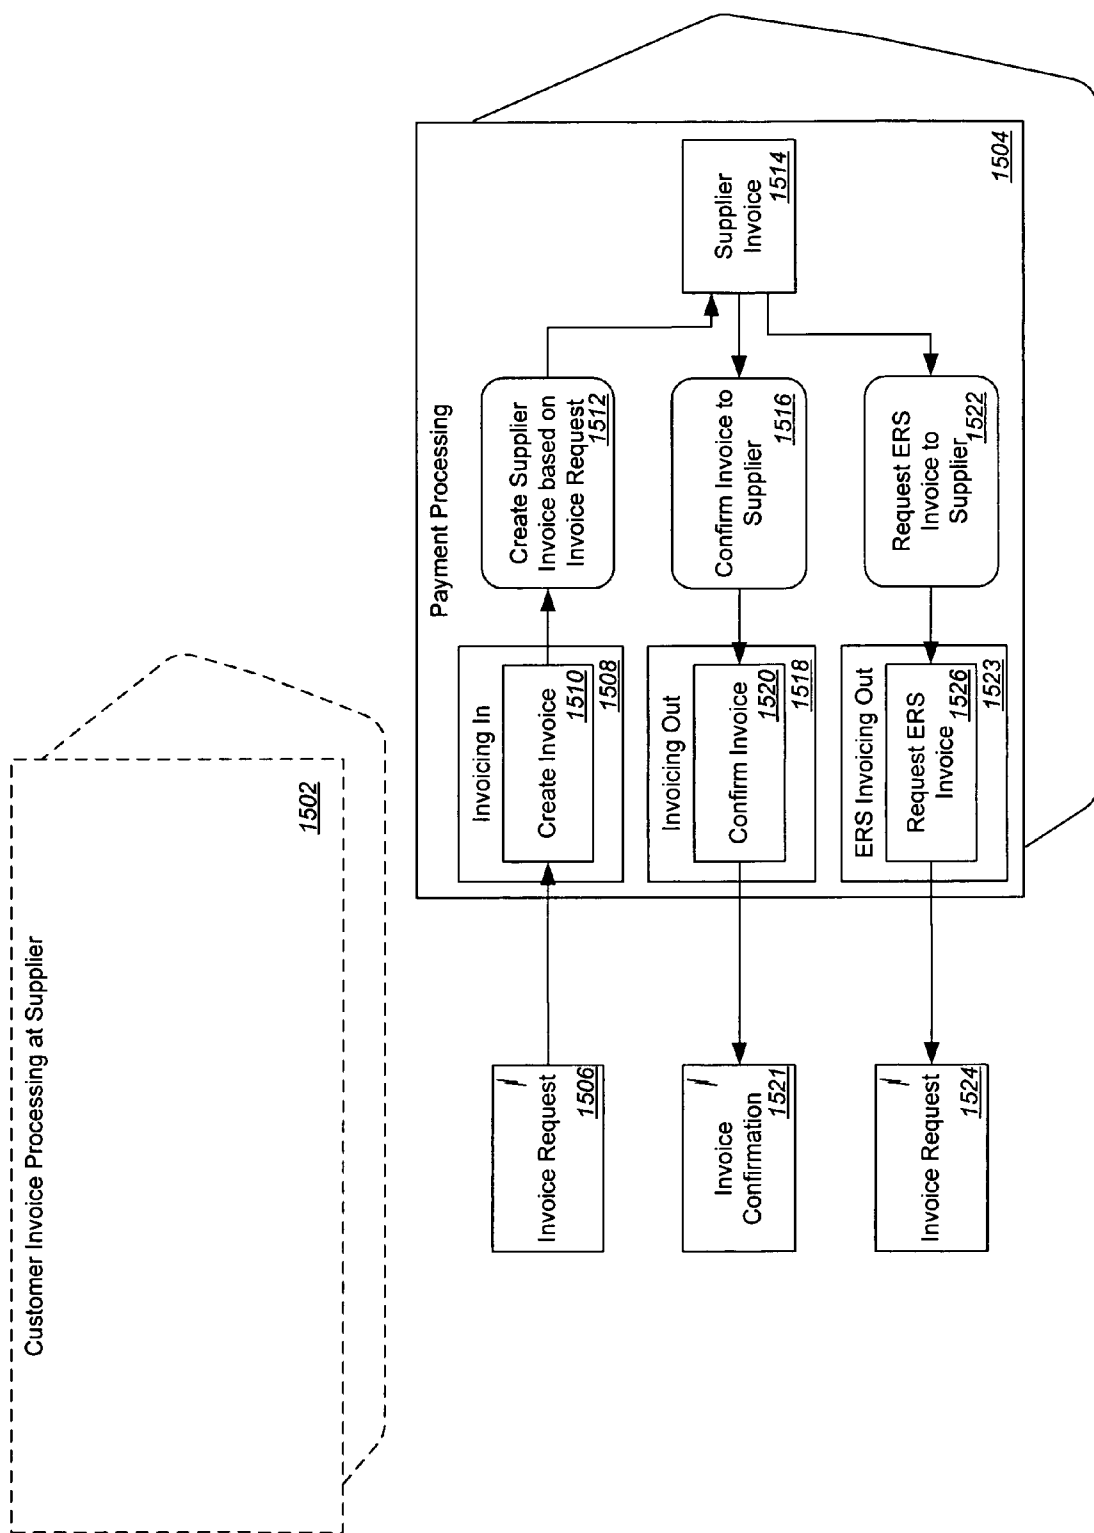 Customer Invoice Processing at Supplier
1502
Payment Processing
Invoice Request
1506
Invoicing In
Create Invoice
1510
1508
Create Supplier
Invoice based on
Invoice Request
1512
Supplier
Invoice
1514
Invoice
Confirmation
1521
Invoicing Out
Confirm Invoice
1520
1518
Confirm Invoice to
Supplier
1516
Invoice Request
1524
ERS Invoicing Out
Request ERS
Invoice
1526
1523
Request ERS
Invoice to
Supplier
1522
1504